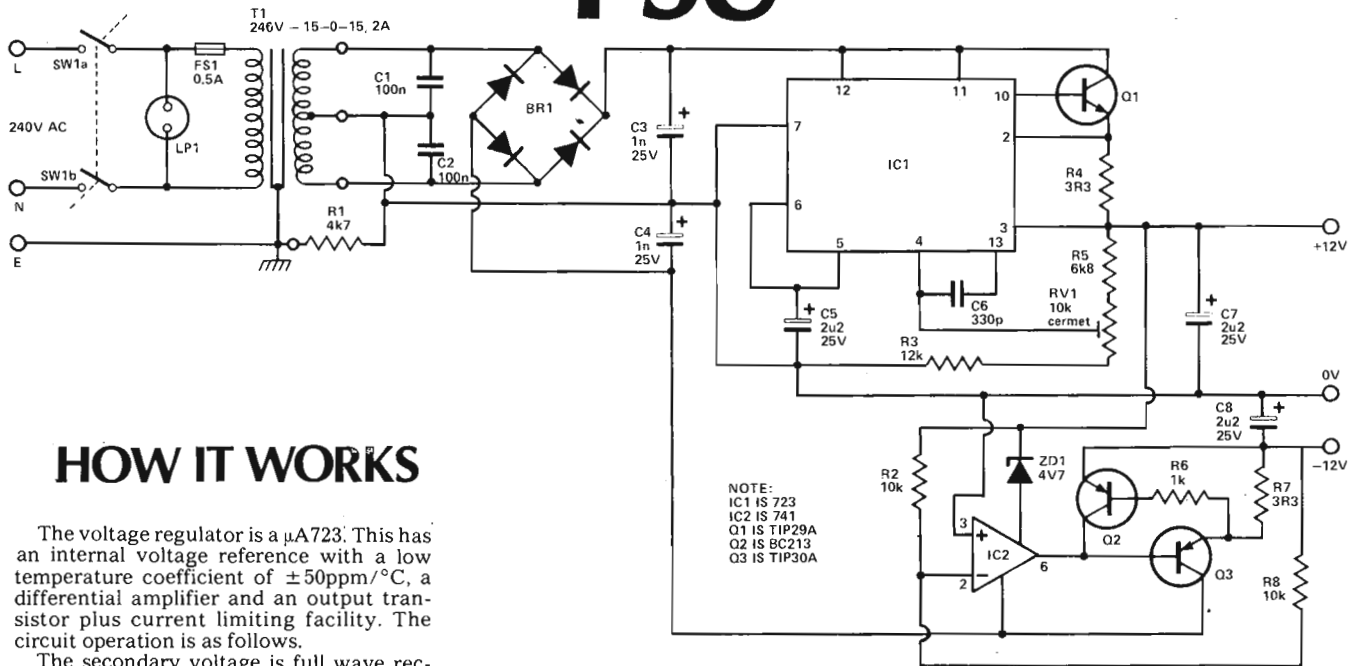 PSU
T1
240V – 15-0-15, 2A
L
SW1a
FS1
0.5A
C1
100n
BR1
240V AC
LP1
C2
100n
SW1b
N
R1
4k7
E
C3
1n
25V
C4
1n
25V
12
11
10
Q1
7
2
IC1
R4
3R3
6
3
5
4
13
+12V
R5
6k8
C5
2u2
25V
C6
330p
RV1
10k
cermet
C7
2u2
25V
R3
12k
0V
C8
2u2
25V
-12V
R2
10k
ZD1
4V7
R6
1k
R7
3R3
3
+
IC2
6
–
2
Q2
Q3
R8
10k
NOTE:
IC1 IS 723
IC2 IS 741
Q1 IS TIP29A
Q2 IS BC213
Q3 IS TIP30A
HOW IT WORKS
The voltage regulator is a µA723. This has
an internal voltage reference with a low
temperature coefficient of ±50ppm/°C, a
differential amplifier and an output tran-
sistor plus current limiting facility. The
circuit operation is as follows.
The secondary voltage is full wave rec-